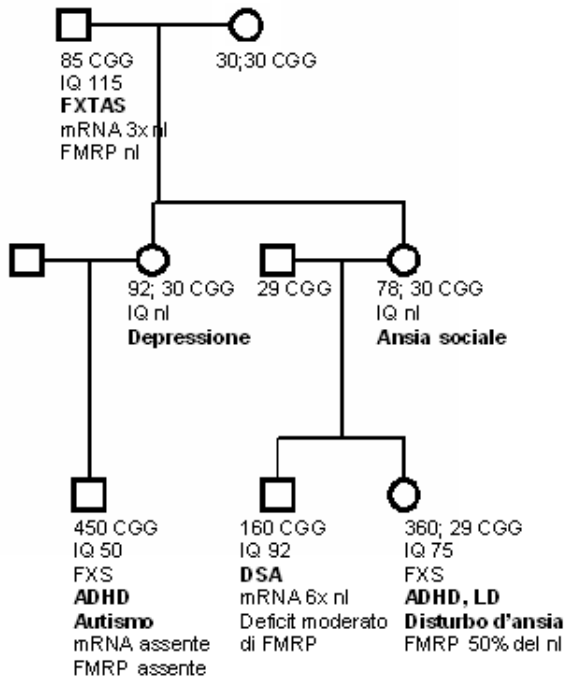 85 CGG
IQ 115
FXTAS
mRNA 3x nl
FMRP nl
30;30 CGG
92; 30 CGG
IQ nl
Depressione
29 CGG
78; 30 CGG
IQ nl
Ansia sociale
450 CGG
IQ 50
FXS
ADHD
Autismo
mRNA assente
FMRP assente
160 CGG
IQ 92
DSA
mRNA 6x nl
Deficit moderato
di FMRP
360; 29 CGG
IQ 75
FXS
ADHD, LD
Disturbo d'ansia
FMRP 50% del nl